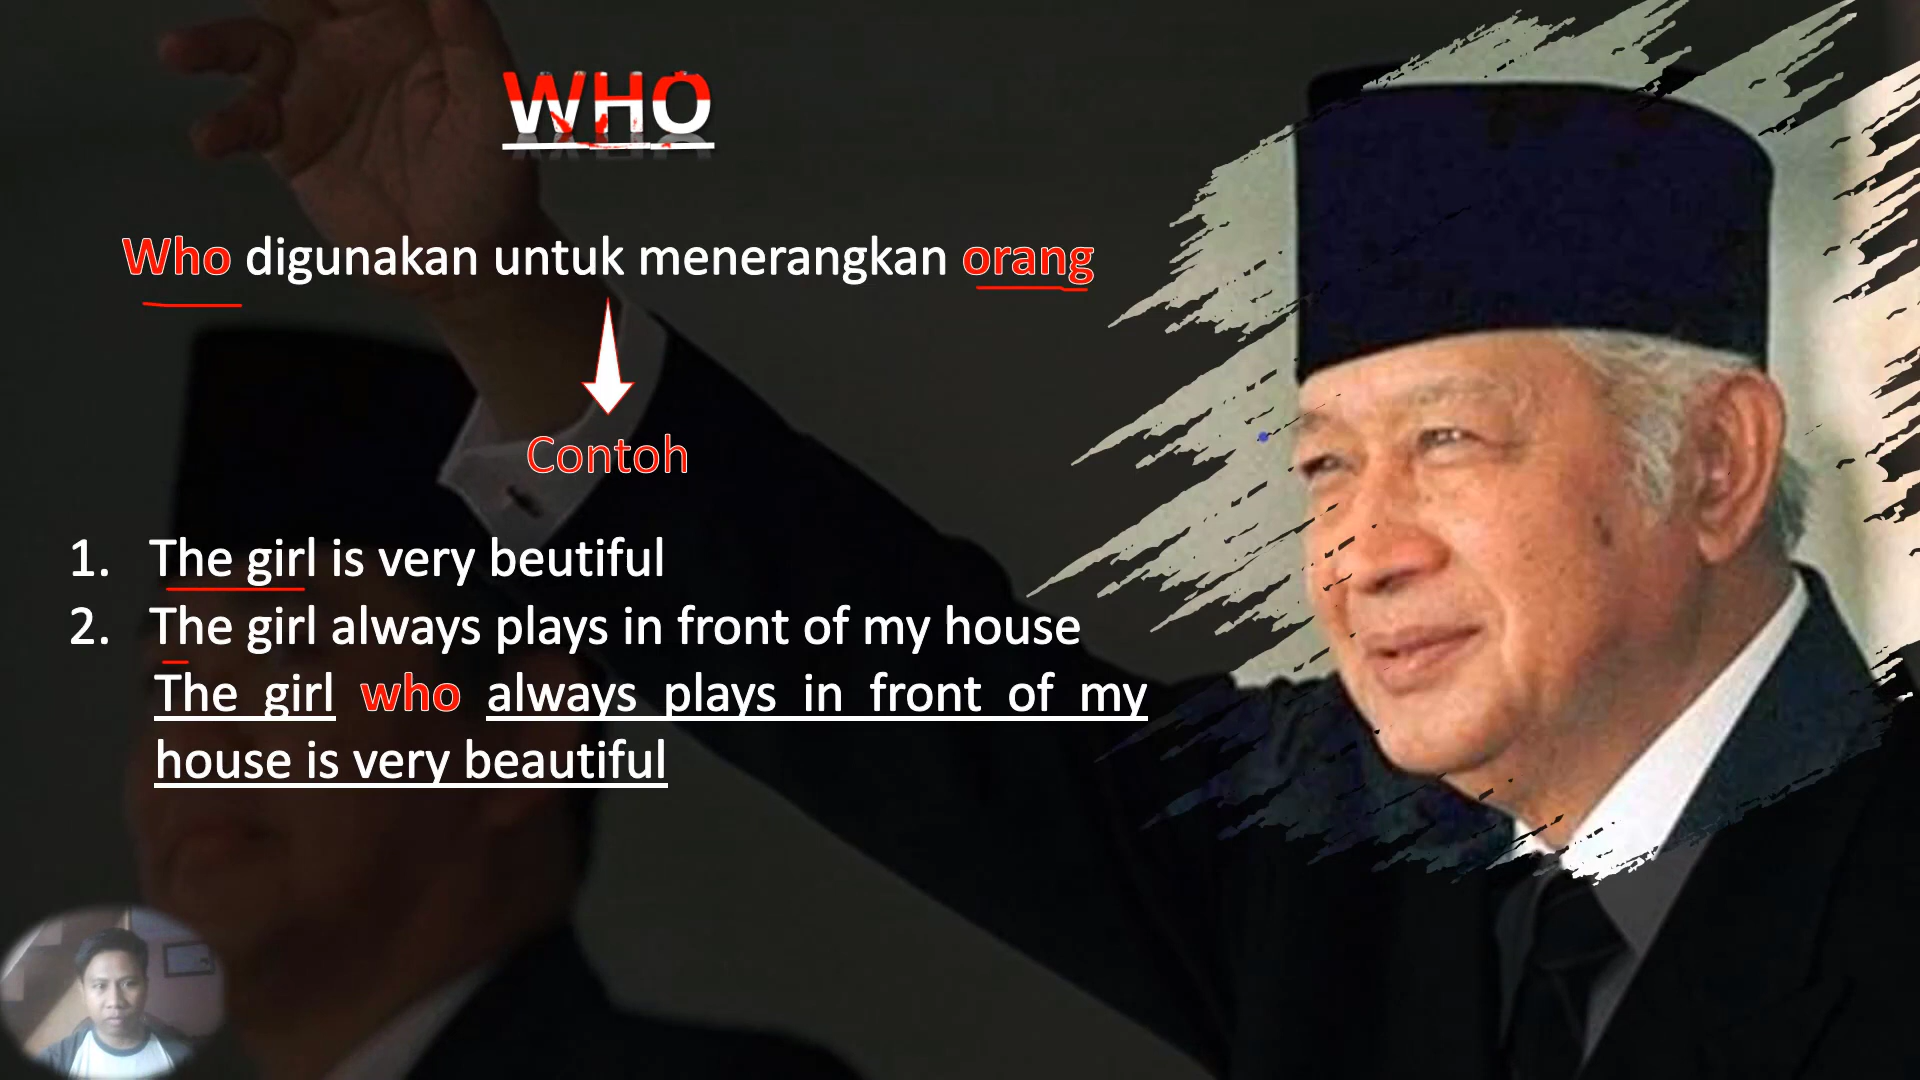 WHO
Who digunakan untuk menerangkan orang
Contoh
1. The girl is very beutiful
2. The girl always plays in front of my house
The girl who always plays in front of my
house is very beautiful